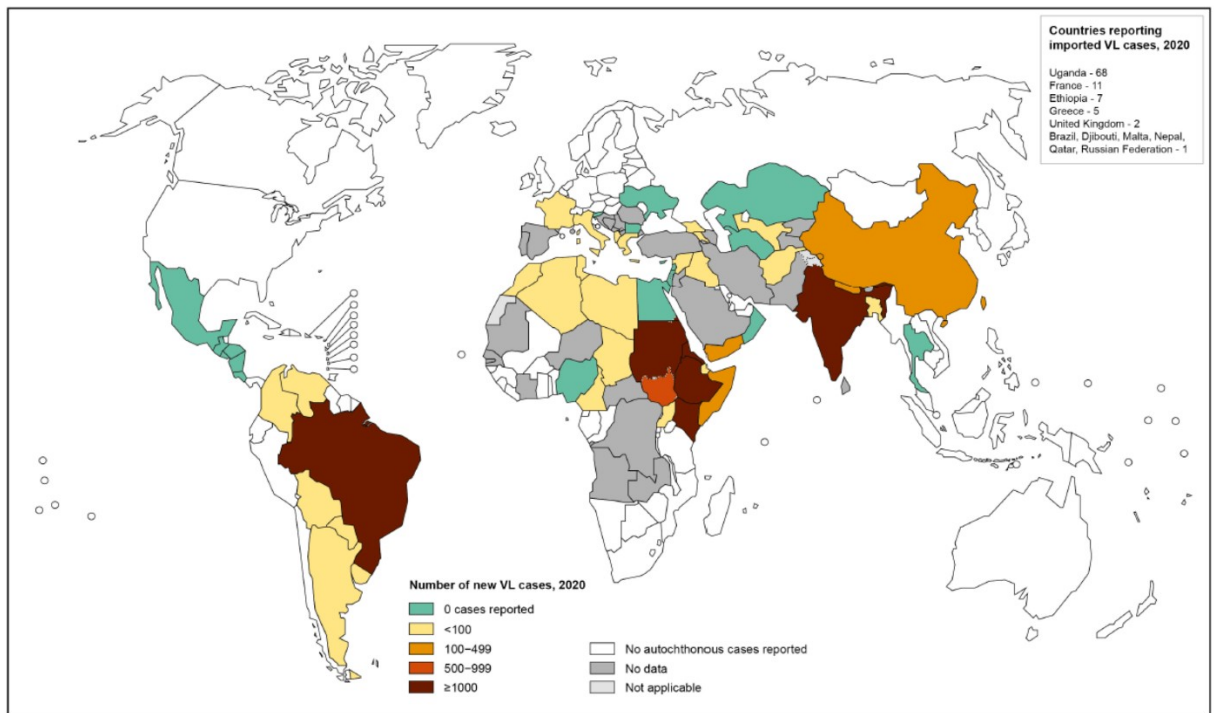 Countries reporting
imported VL cases, 2020
Uganda - 68
France - 11
Ethiopia - 7
Greece - 5
United Kingdom - 2
Brazil, Djibouti, Malta, Nepal,
Qatar, Russian Federation - 1
Number of new VL cases, 2020
0 cases reported
<100
100–499
500–999
≥1000
No autochthonous cases reported
No data
Not applicable